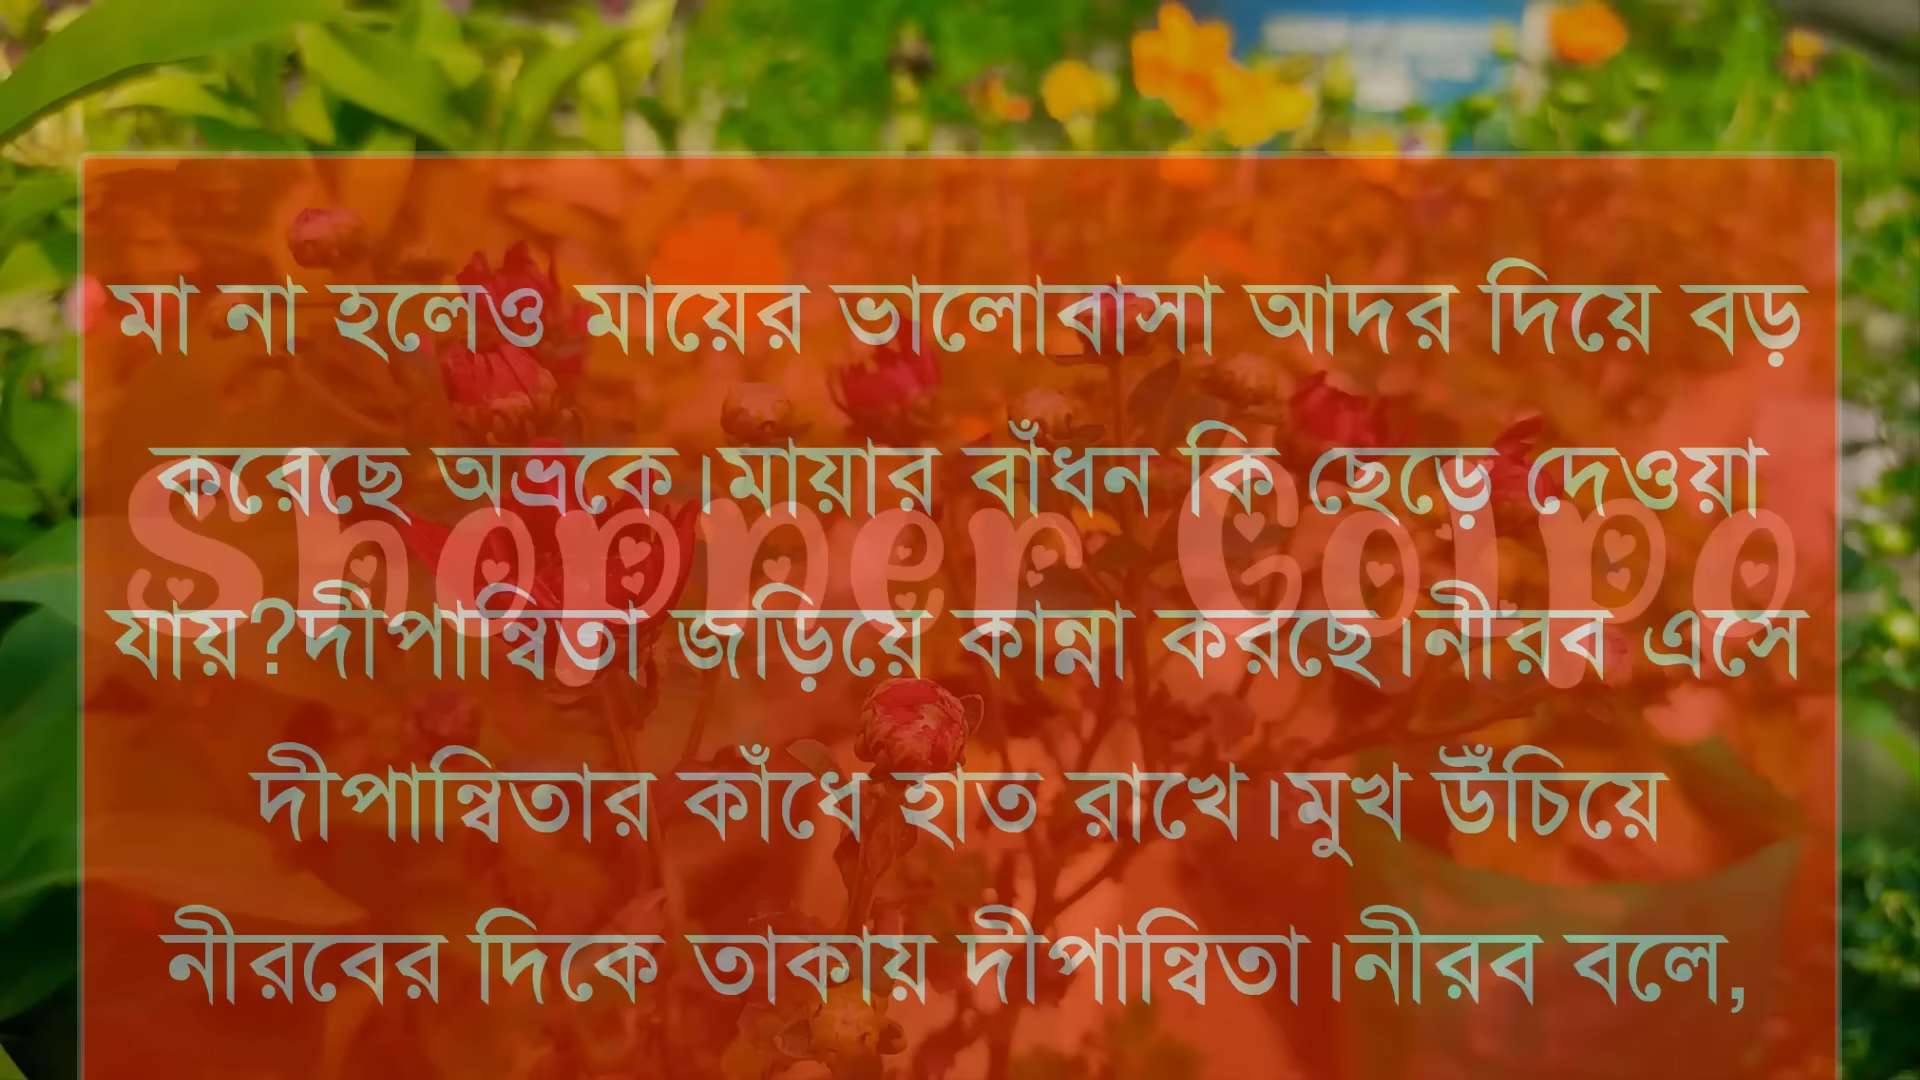 মা না হলেও মায়ের ভালোবাসা আদর দিয়ে বড়
করেছে অভ্রকে।মায়ার বাঁধন কি ছেড়ে দেওয়া
Shopner Golpo
যায়?দীপান্বিতা জড়িয়ে কান্না করছে।নীরব এসে
দীপান্বিতার কাঁধে হাত রাখে।মুখ উঁচিয়ে
নীরবের দিকে তাকায় দীপান্বিতা।নীরব বলে,